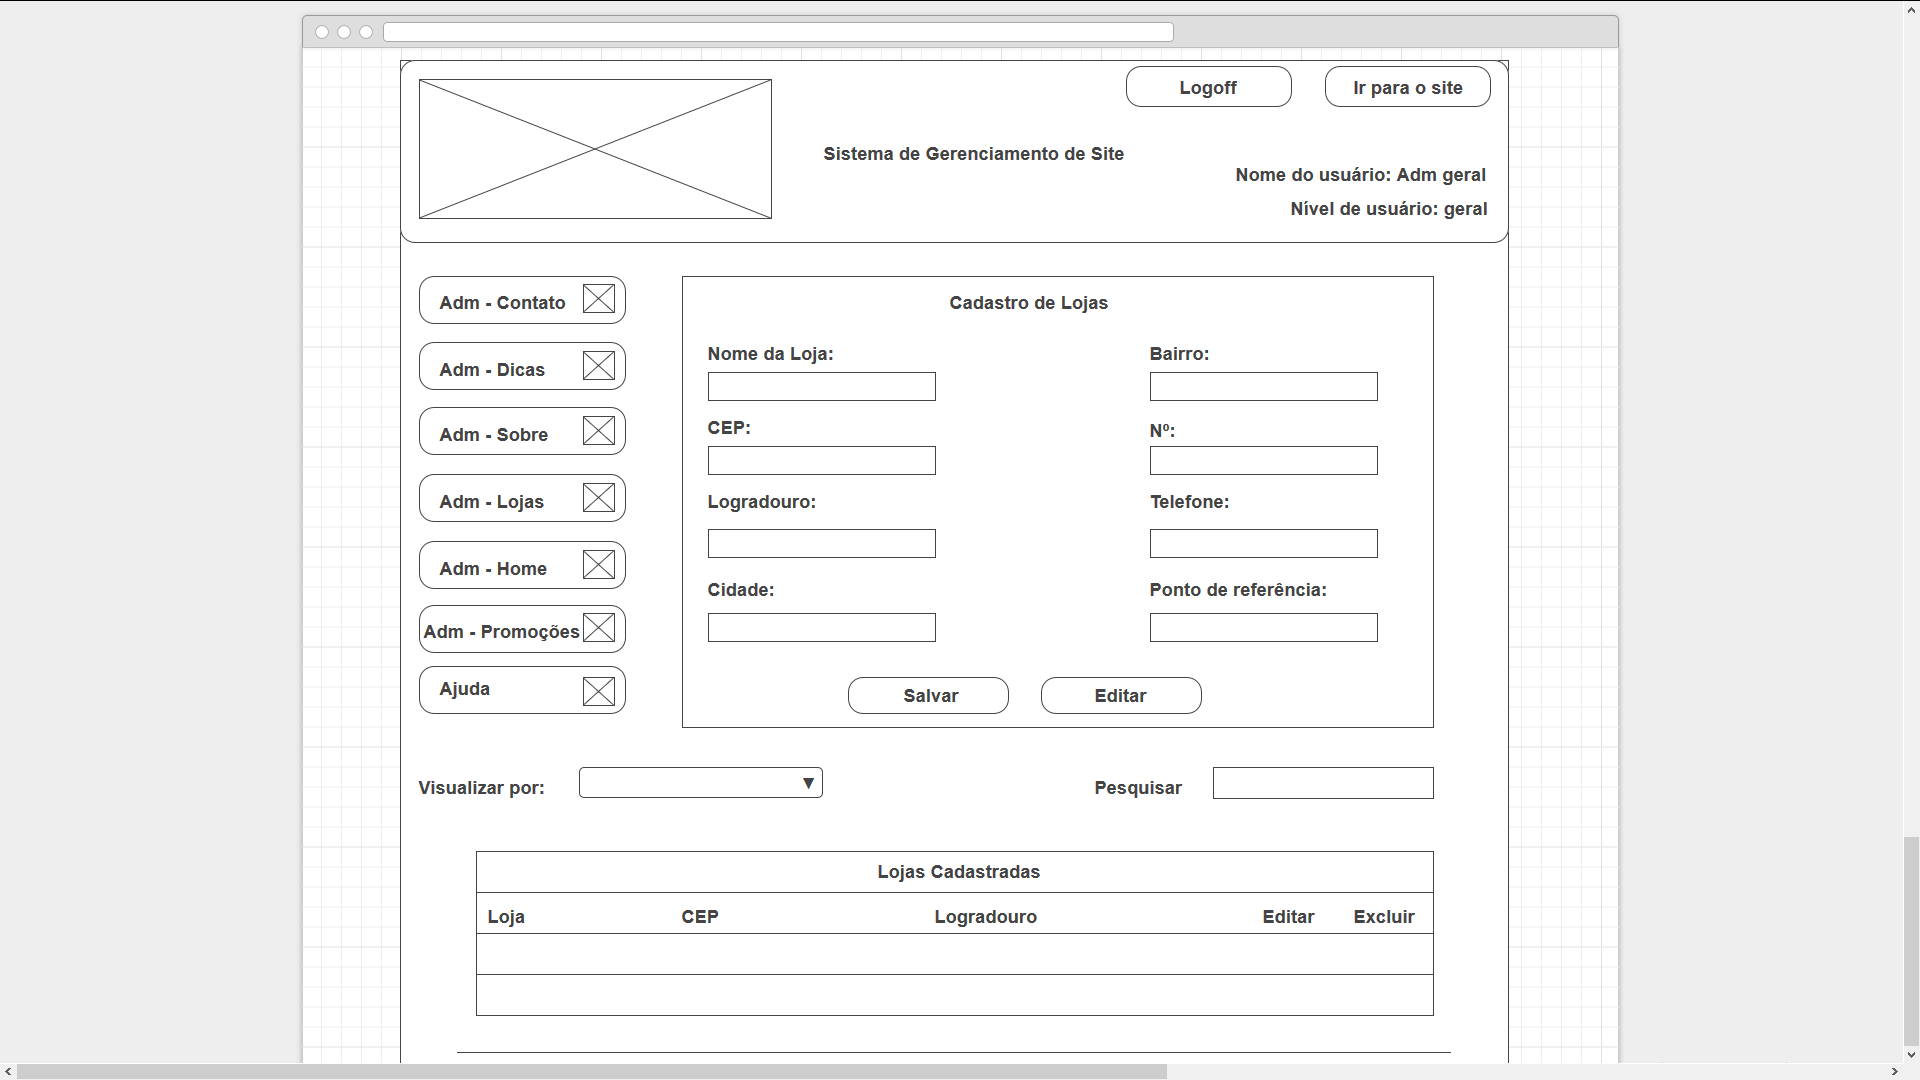 Logoff
Ir para o site
Sistema de Gerenciamento de Site
Nome do usuário: Adm geral
Nível de usuário: geral
Adm - Contato
Adm - Dicas
Adm - Sobre
Adm - Lojas
Adm - Home
Adm - Promoções
Ajuda
Cadastro de Lojas
Nome da Loja:
Bairro:
CEP:
Nº:
Logradouro:
Telefone:
Cidade:
Ponto de referência:
Salvar
Editar
Visualizar por:
Pesquisar
Lojas Cadastradas
Loja CEP Logradouro Editar Excluir